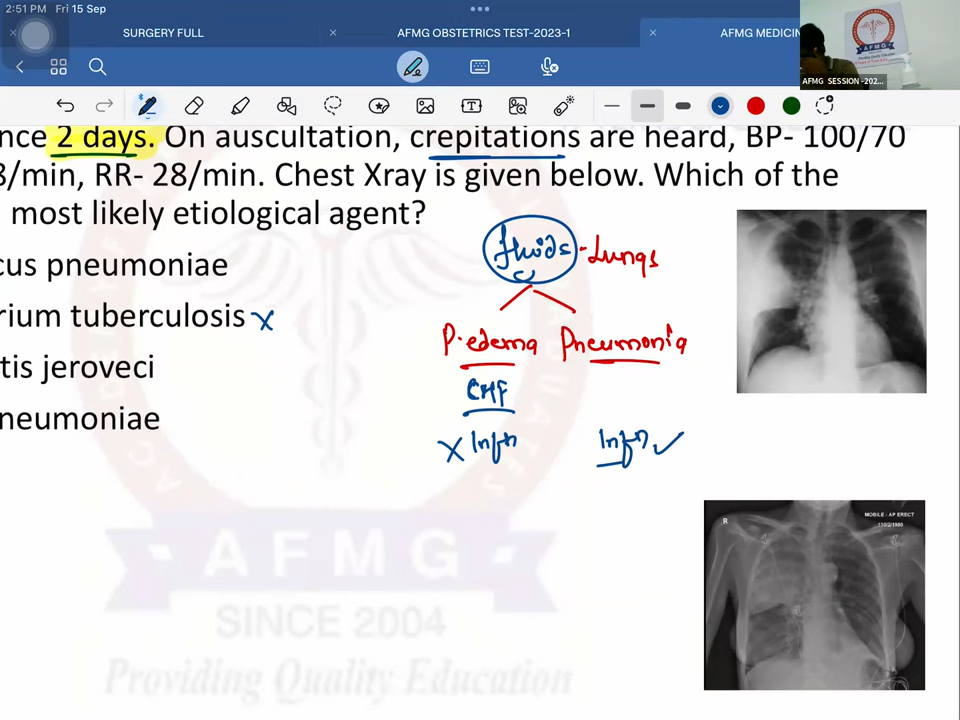 2:51 PM Fri 15 Sep
SURGERY FULL
AFMG OBSTETRICS TEST-2023-1
AFMG MEDICIN
AFMG
AFMG SESSION -202...
nce 2 days. On auscultation, crepitations are heard, BP- 100/70
8/min, RR- 28/min. Chest Xray is given below. Which of the
most likely etiological agent?
fluids - Lungs
cus pneumoniae
rium tuberculosis x
P. edema Pneumonia
tis jeroveci
CHF
neumoniae
x Infn Infn ✓
MOBILE - AP ERECT
R
AFMG
SINCE 2004
Providing Quality Education